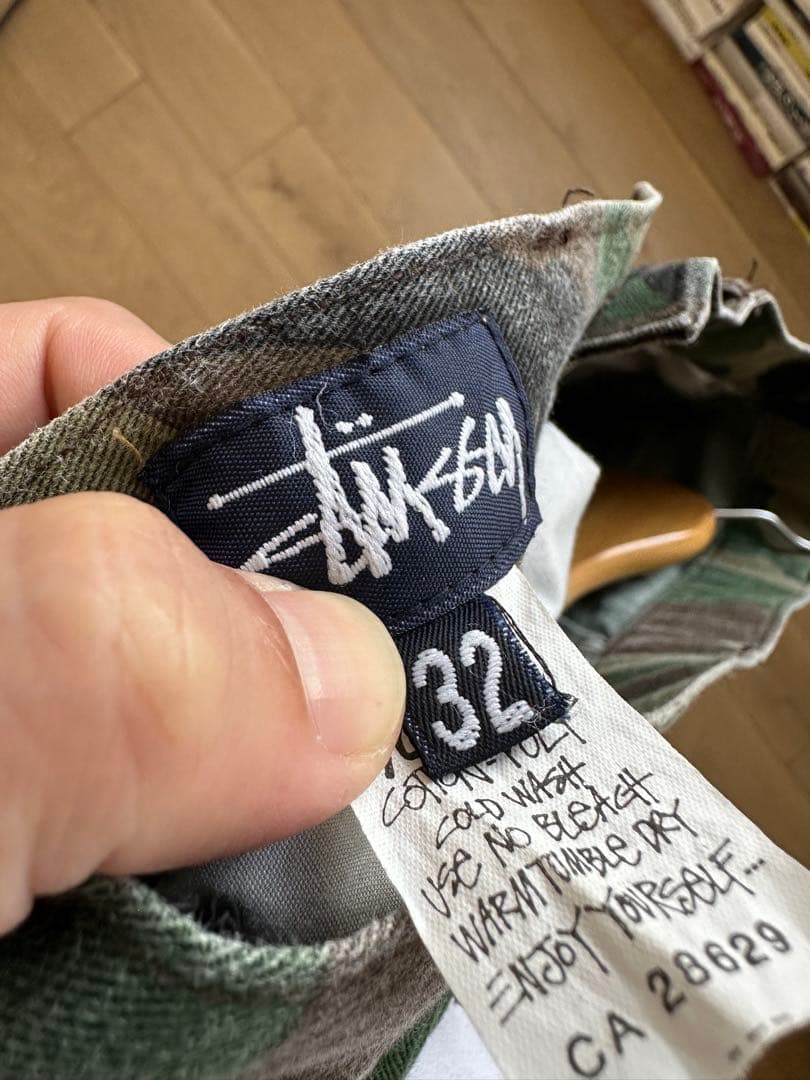 Stüssy
32
COTTON-POLY
COLD WASH
USE NO BLEACH
WARM TUMBLE DRY
ENJOY YOURSELF...
CA 28629